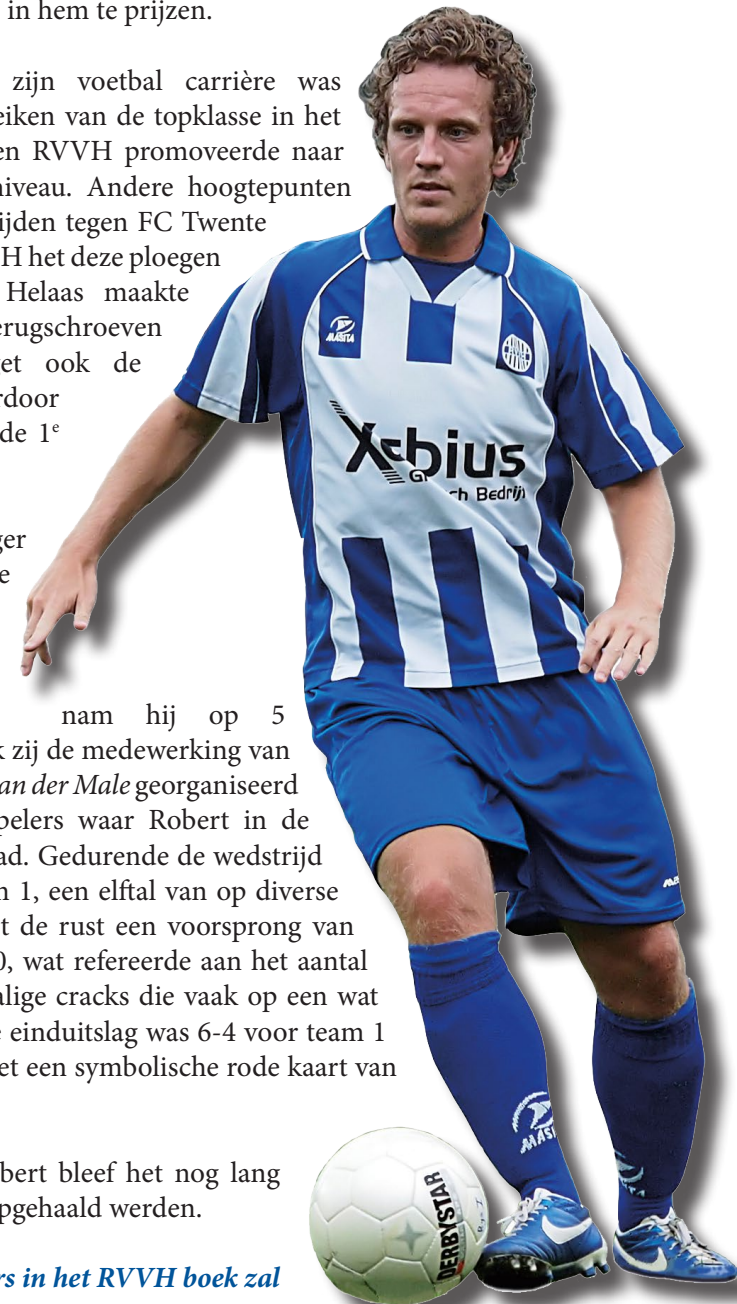 in hem te prijzen.
zijn voetbal carrière was
eiken van de topklasse in het
en RVVH promoveerde naar
niveau. Andere hoogtepunten
ijden tegen FC Twente
H het deze ploegen
Helaas maakte
erugschroeven
get ook de
rdoor
de 1e
ger
e
nam hij op 5
k zij de medewerking van
an der Male georganiseerd
pelers waar Robert in de
ad. Gedurende de wedstrijd
n 1, een elftal van op diverse
t de rust een voorsprong van
0, wat refereerde aan het aantal
alige cracks die vaak op een wat
e einduitslag was 6-4 voor team 1
et een symbolische rode kaart van
bert bleef het nog lang
pgehaald werden.
rs in het RVVH boek zal
MASITA
Xebius
Gr ch Bedrijf
MASITA
DERBYSTAR